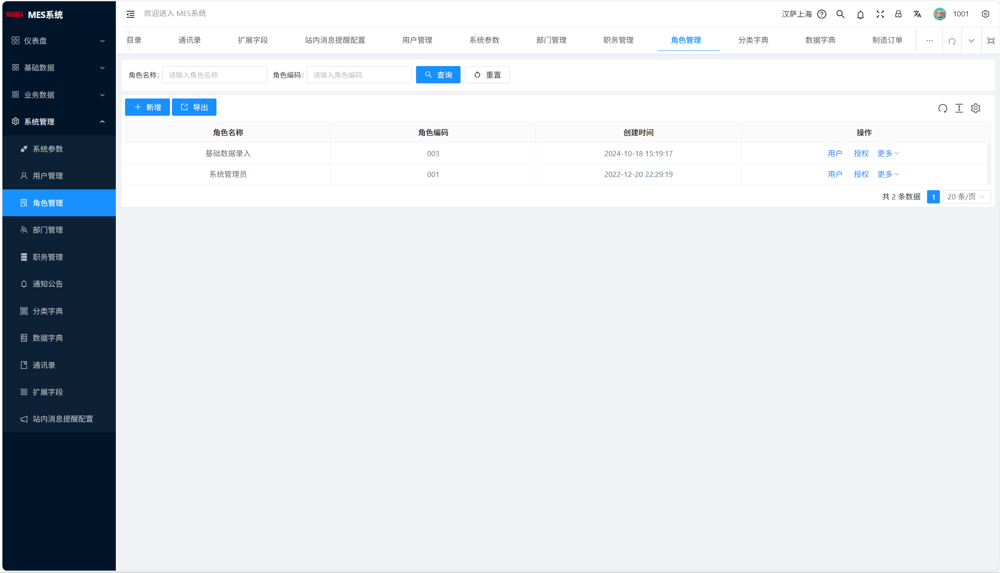 HANSA MES系统
欢迎进入 MES系统
汉萨上海
1001
仪表盘
基础数据
业务数据
系统管理
系统参数
用户管理
角色管理
部门管理
职务管理
通知公告
分类字典
数据字典
通讯录
扩展字段
站内消息提醒配置
目录 通讯录 扩展字段 站内消息提醒配置 用户管理 系统参数 部门管理 职务管理 角色管理 分类字典 数据字典 制造订单 ···
角色名称: 请输入角色名称 角色编码: 请输入角色编码 查询 重置
新增 导出
角色名称 角色编码 创建时间 操作
基础数据录入 003 2024-10-18 15:19:17 用户 授权 更多
系统管理员 001 2022-12-20 22:29:19 用户 授权 更多
共 2 条数据 1 20 条/页